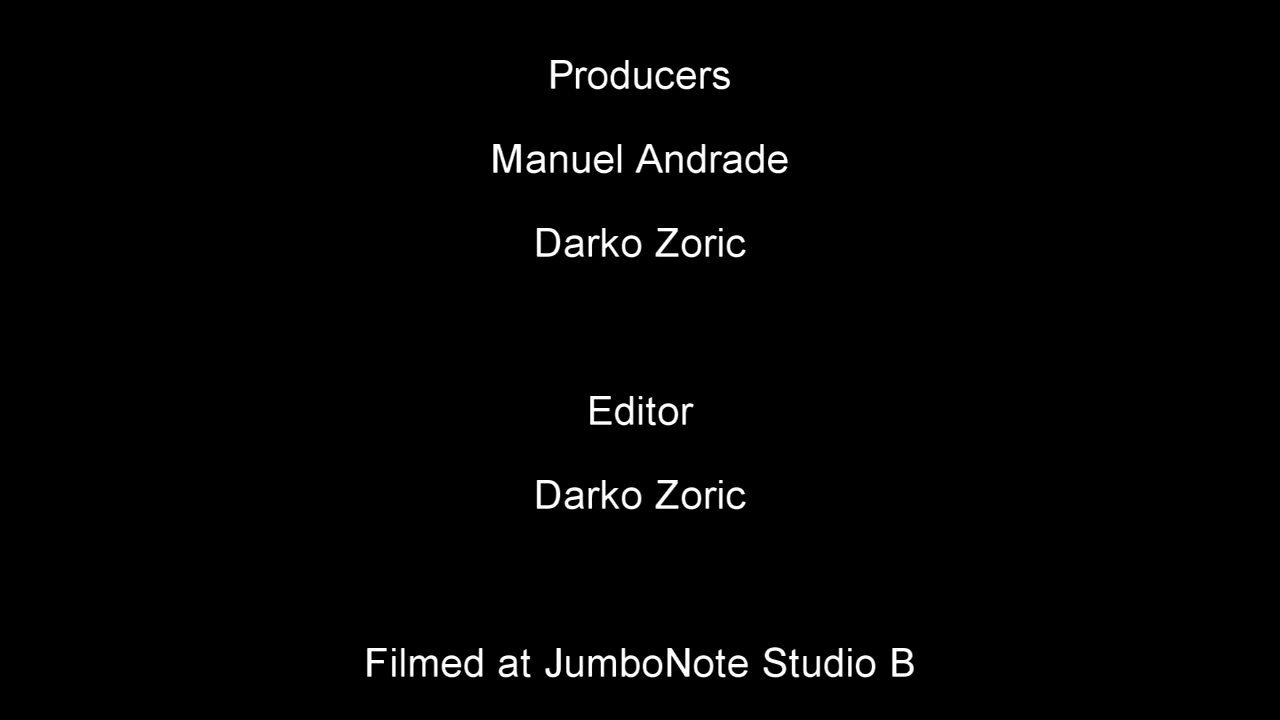 Producers
Manuel Andrade
Darko Zoric
Editor
Darko Zoric
Filmed at JumboNote Studio B